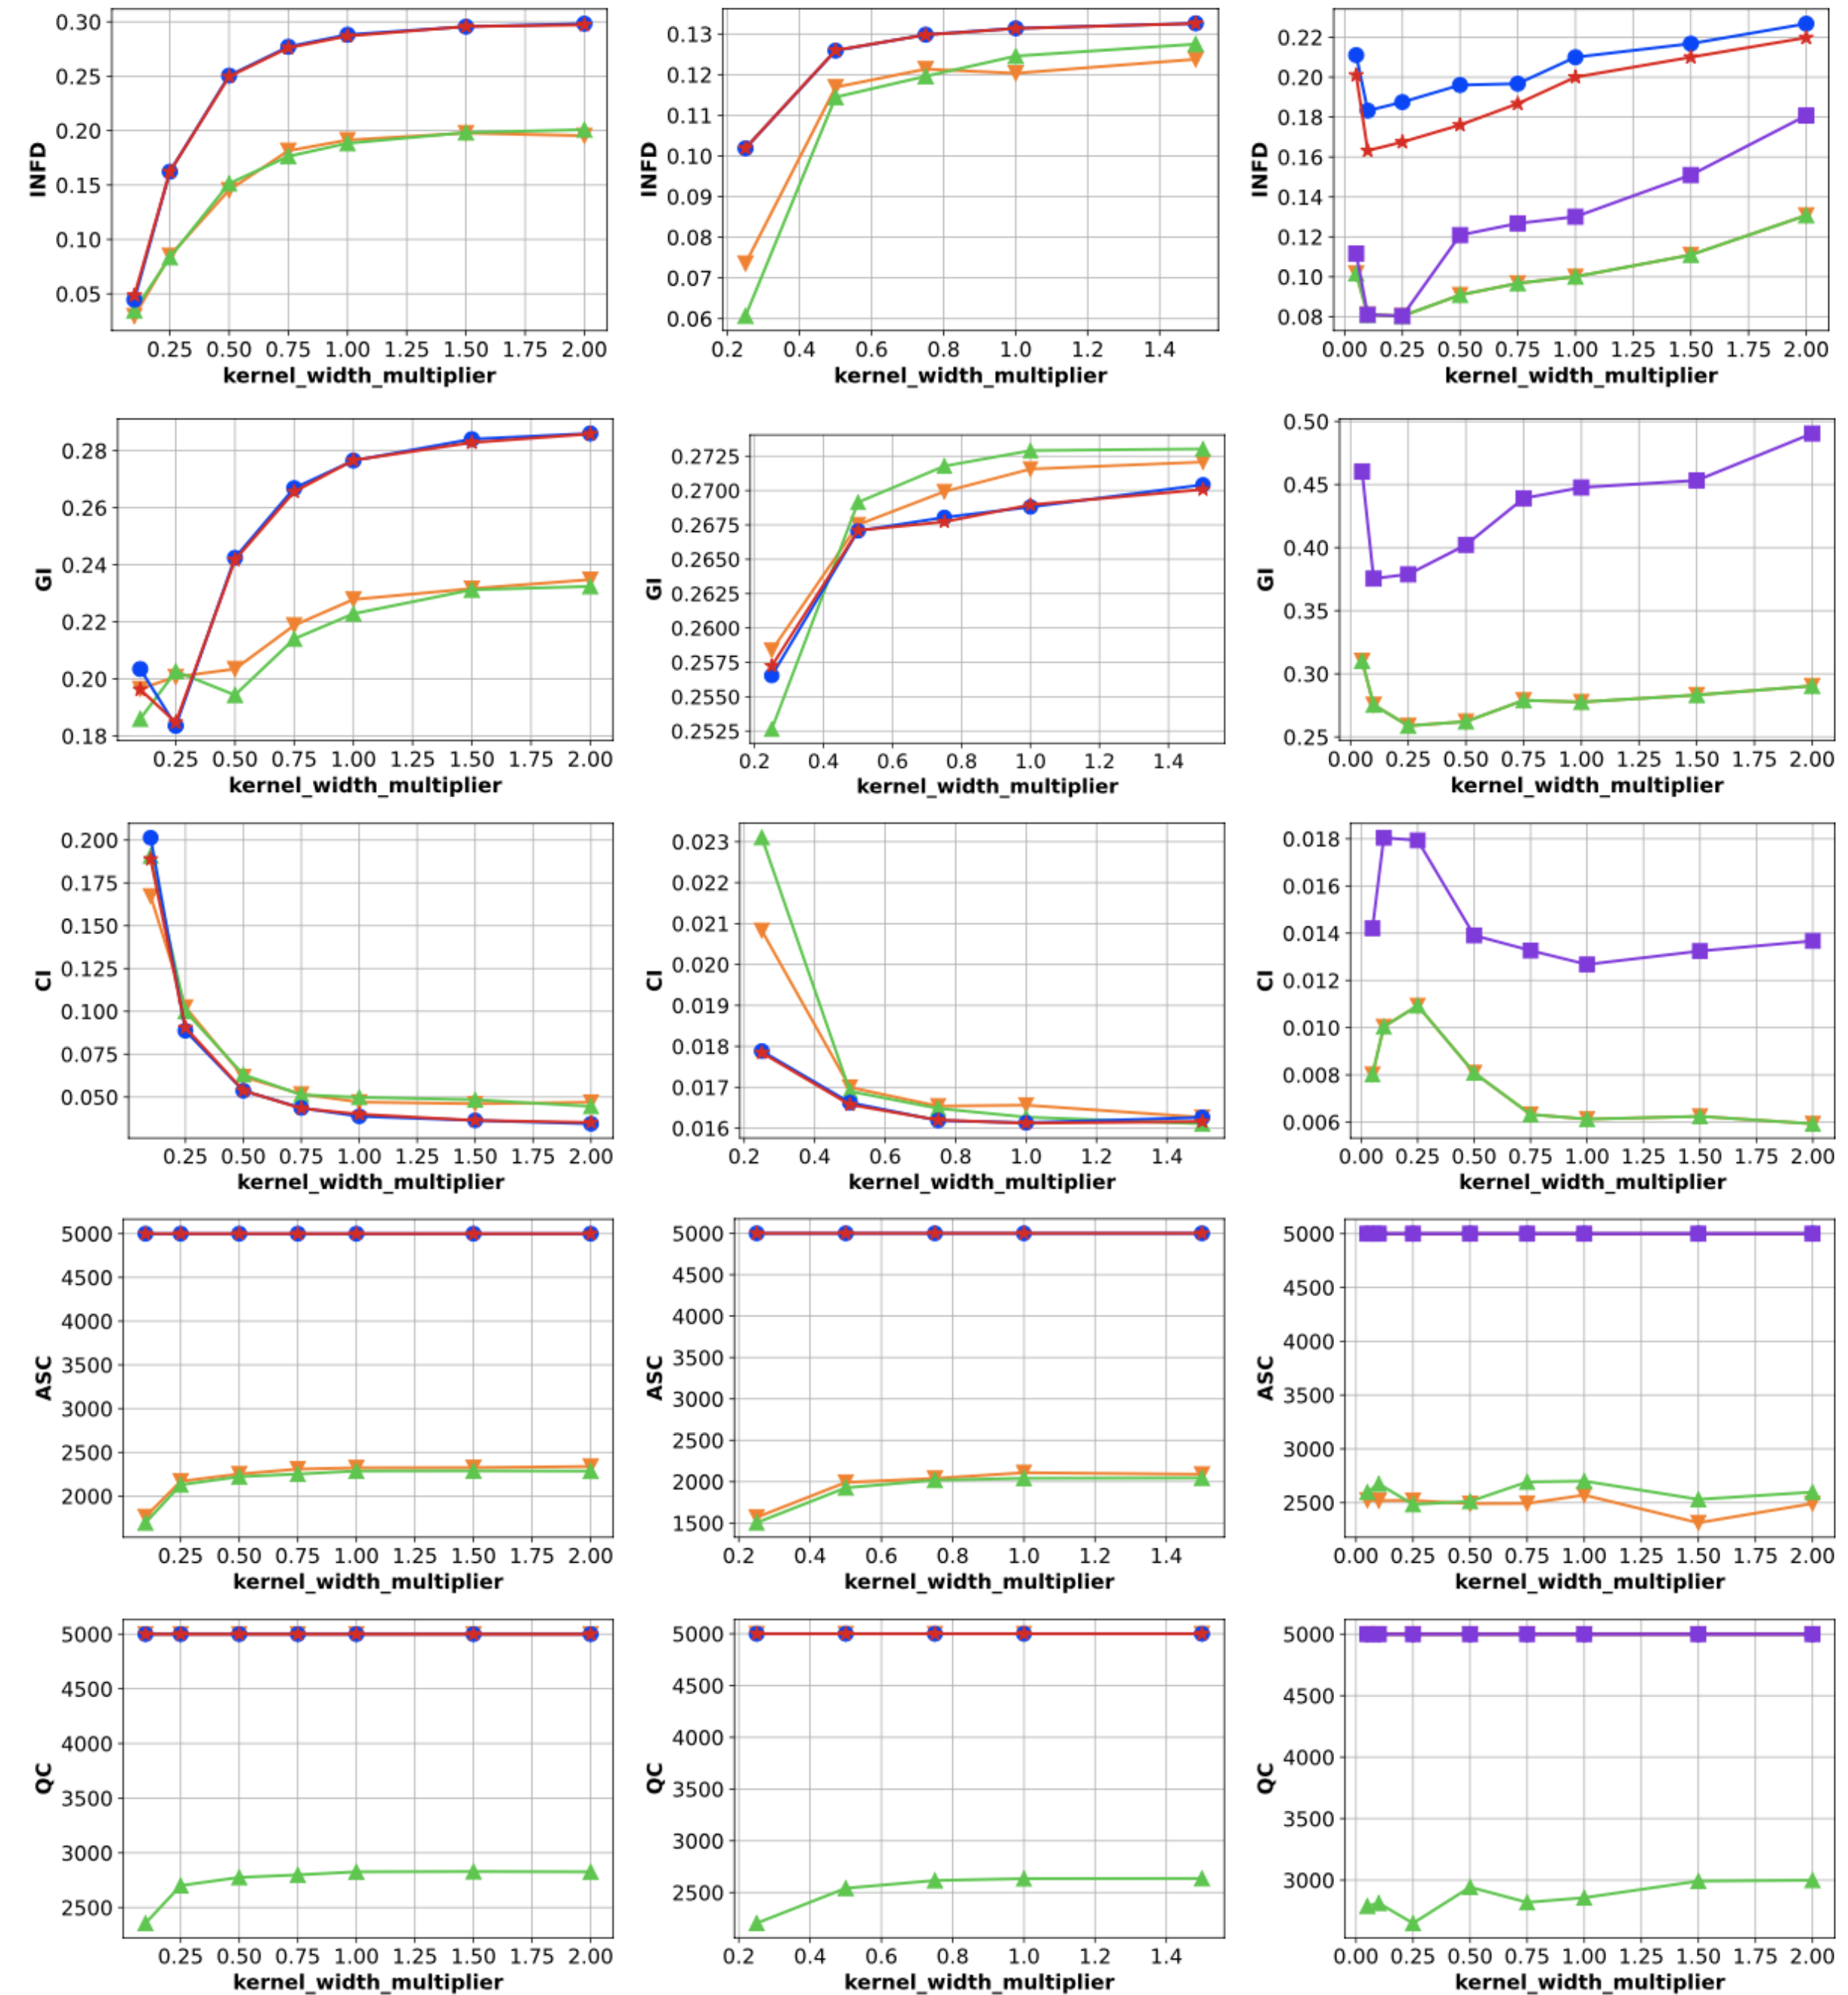 0.30
0.25
0.20
0.15
0.10
0.05
INFD
0.25 0.50 0.75 1.00 1.25 1.50 1.75 2.00
kernel_width_multiplier
0.13
0.12
0.11
0.10
0.09
0.08
0.07
0.06
INFD
0.2 0.4 0.6 0.8 1.0 1.2 1.4
kernel_width_multiplier
0.22
0.20
0.18
0.16
0.14
0.12
0.10
0.08
INFD
0.00 0.25 0.50 0.75 1.00 1.25 1.50 1.75 2.00
kernel_width_multiplier
0.28
0.26
0.24
0.22
0.20
0.18
GI
0.25 0.50 0.75 1.00 1.25 1.50 1.75 2.00
kernel_width_multiplier
0.2725
0.2700
0.2675
0.2650
0.2625
0.2600
0.2575
0.2550
0.2525
GI
0.2 0.4 0.6 0.8 1.0 1.2 1.4
kernel_width_multiplier
0.50
0.45
0.40
0.35
0.30
0.25
GI
0.00 0.25 0.50 0.75 1.00 1.25 1.50 1.75 2.00
kernel_width_multiplier
0.200
0.175
0.150
0.125
0.100
0.075
0.050
CI
0.25 0.50 0.75 1.00 1.25 1.50 1.75 2.00
kernel_width_multiplier
0.023
0.022
0.021
0.020
0.019
0.018
0.017
0.016
CI
0.2 0.4 0.6 0.8 1.0 1.2 1.4
kernel_width_multiplier
0.018
0.016
0.014
0.012
0.010
0.008
0.006
CI
0.00 0.25 0.50 0.75 1.00 1.25 1.50 1.75 2.00
kernel_width_multiplier
5000
4500
4000
3500
3000
2500
2000
ASC
0.25 0.50 0.75 1.00 1.25 1.50 1.75 2.00
kernel_width_multiplier
5000
4500
4000
3500
3000
2500
2000
1500
ASC
0.2 0.4 0.6 0.8 1.0 1.2 1.4
kernel_width_multiplier
5000
4500
4000
3500
3000
2500
ASC
0.00 0.25 0.50 0.75 1.00 1.25 1.50 1.75 2.00
kernel_width_multiplier
5000
4500
4000
3500
3000
2500
QC
0.25 0.50 0.75 1.00 1.25 1.50 1.75 2.00
kernel_width_multiplier
5000
4500
4000
3500
3000
2500
QC
0.2 0.4 0.6 0.8 1.0 1.2 1.4
kernel_width_multiplier
5000
4500
4000
3500
3000
QC
0.00 0.25 0.50 0.75 1.00 1.25 1.50 1.75 2.00
kernel_width_multiplier